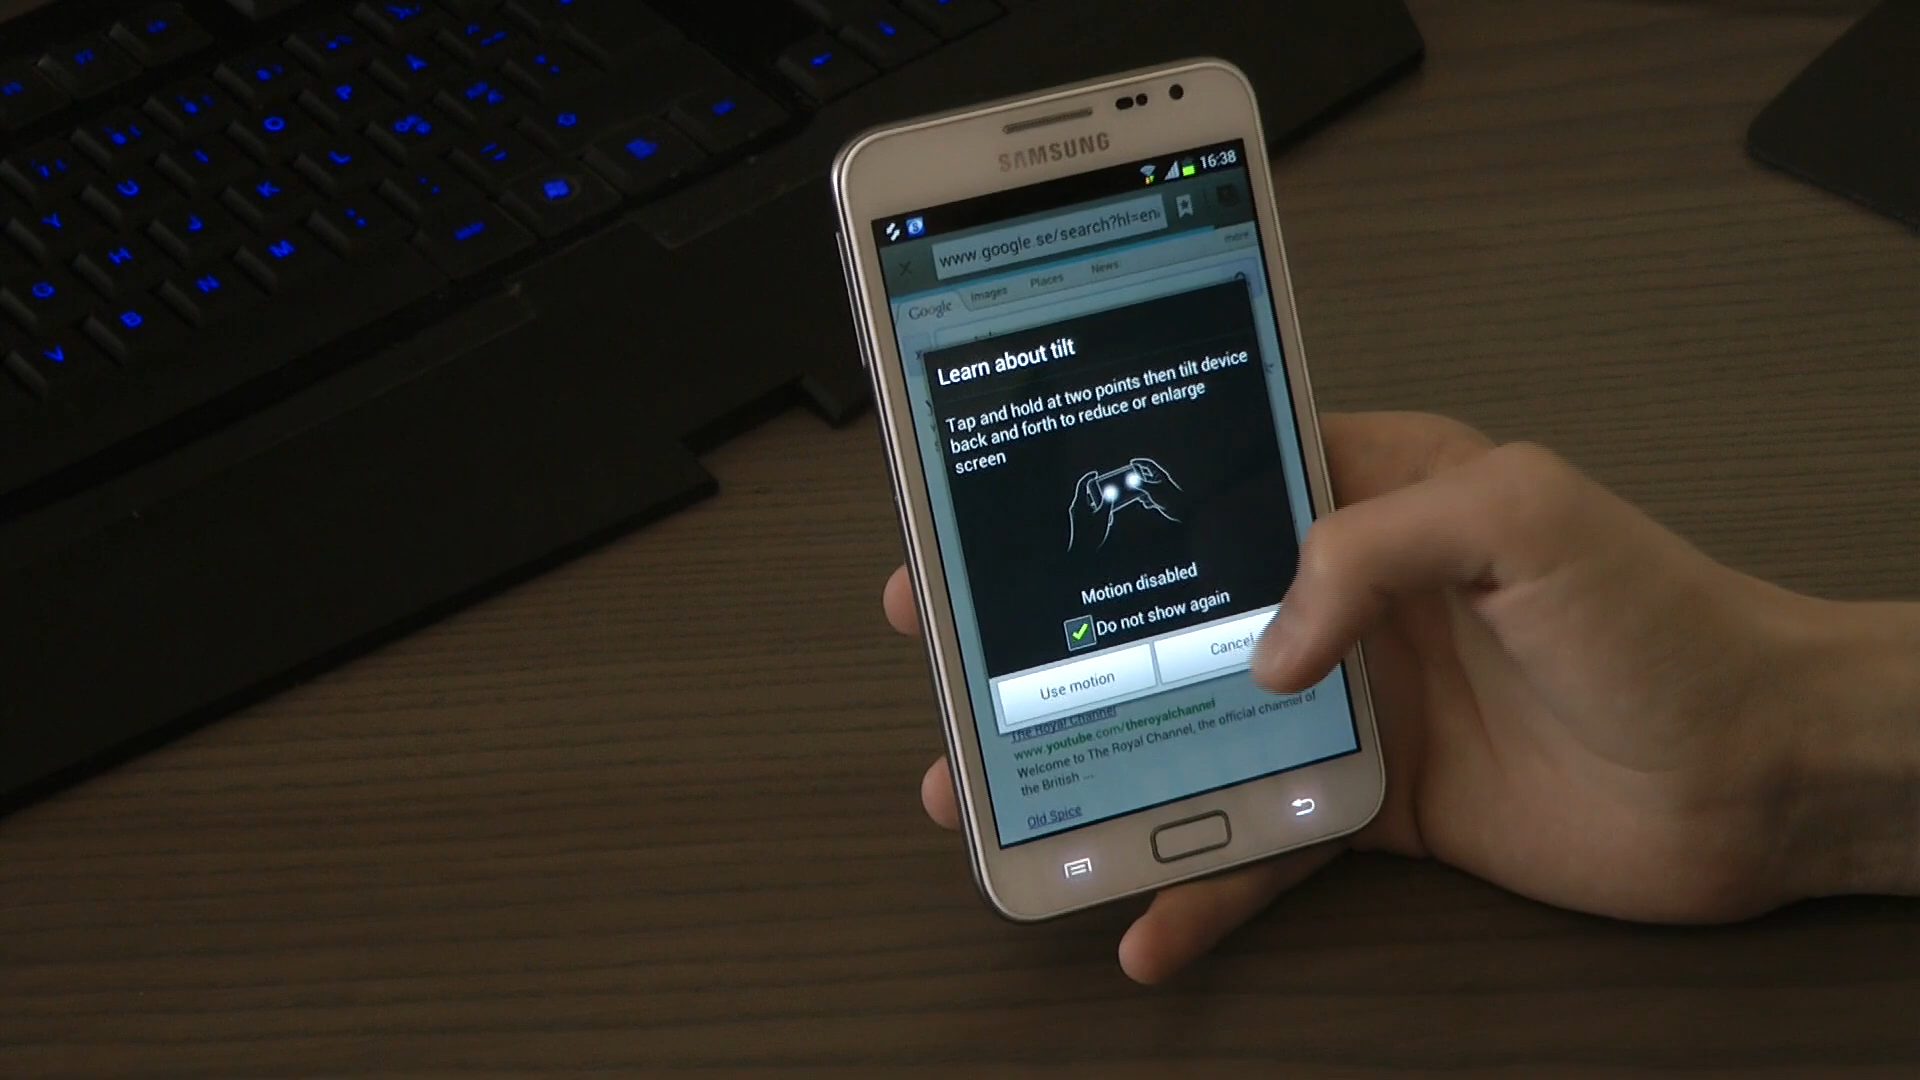 SAMSUNG
16:38
www.google.se/search?hl=en
Google Images Places News more
Learn about tilt
Tap and hold at two points then tilt device
back and forth to reduce or enlarge
screen
Motion disabled
Do not show again
Use motion Cancel
The Royal Channel
www.youtube.com/theroyalchannel
Welcome to The Royal Channel, the official channel of
the British ...
Old Spice
P Å
O
I L
Y U K
H J M
G N
V B